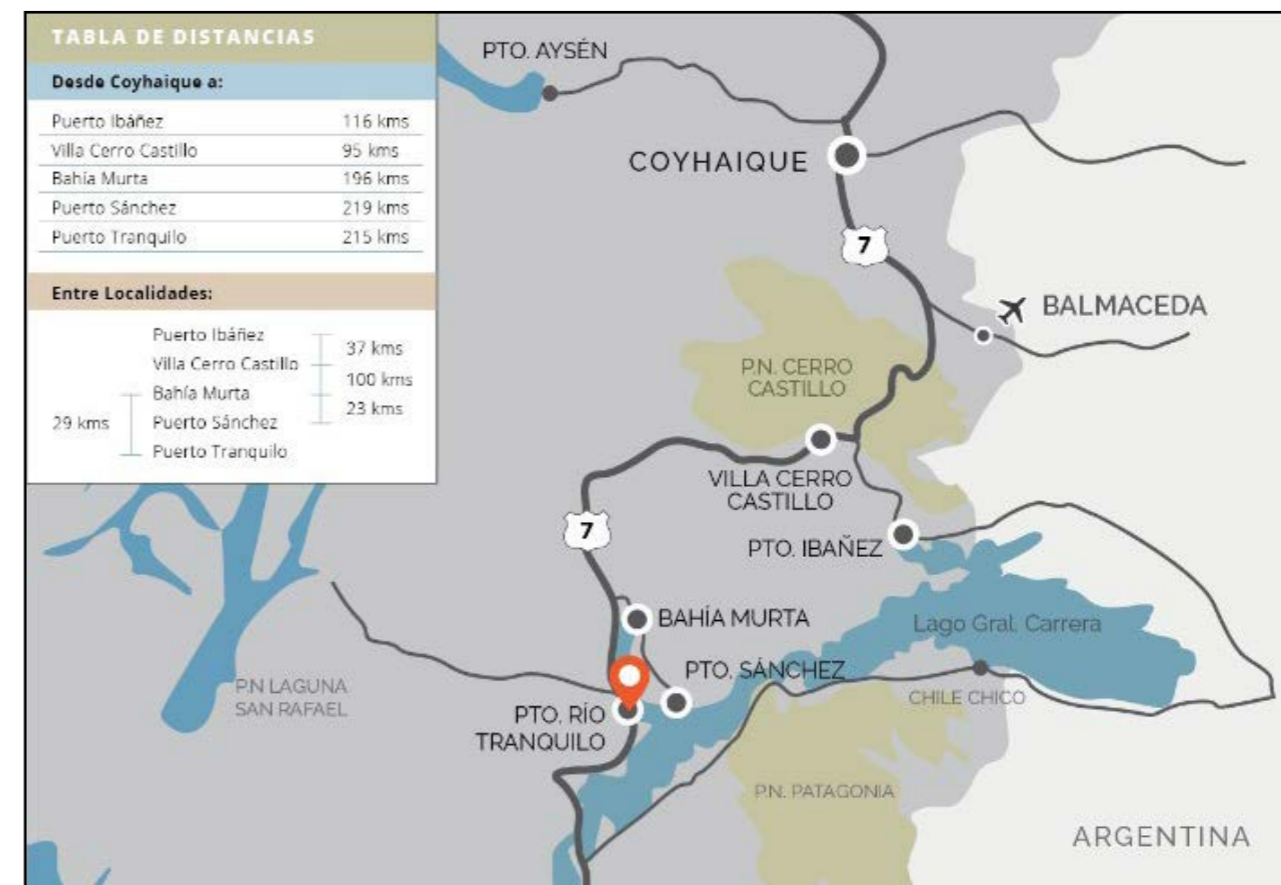 TABLA DE DISTANCIAS
Desde Coyhaique a:
Puerto Ibáñez 116 kms
Villa Cerro Castillo 95 kms
Bahía Murta 196 kms
Puerto Sánchez 219 kms
Puerto Tranquilo 215 kms
Entre Localidades:
Puerto Ibáñez
37 kms
Villa Cerro Castillo
100 kms
Bahía Murta
23 kms
29 kms
Puerto Sánchez
Puerto Tranquilo
PTO. AYSÉN
COYHAIQUE
7
BALMACEDA
P.N. CERRO
CASTILLO
VILLA CERRO
CASTILLO
7
PTO. IBAÑEZ
BAHÍA MURTA
Lago Gral. Carrera
PTO. SÁNCHEZ
P.N LAGUNA
SAN RAFAEL
CHILE CHICO
PTO. RÍO
TRANQUILO
P.N. PATAGONIA
ARGENTINA